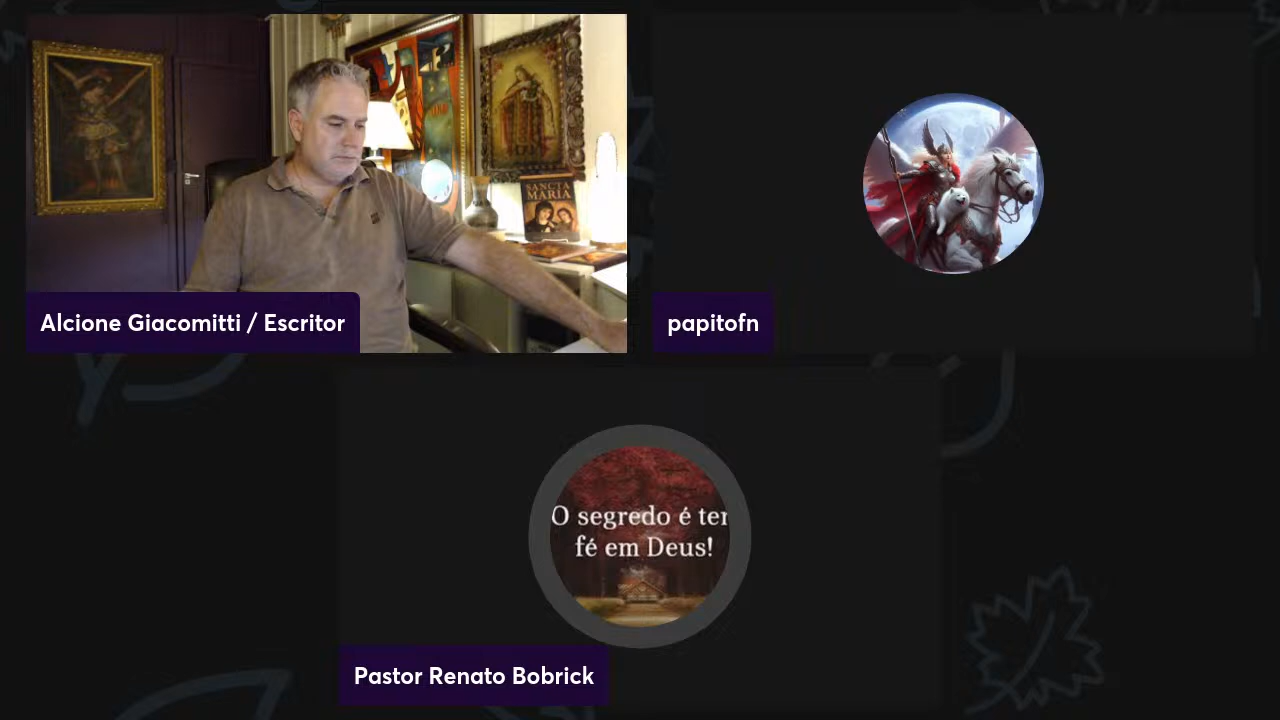 SANCTA
MARIA
Alcione Giacomitti / Escritor
papitofn
O segredo é ter
fé em Deus!
Pastor Renato Bobrick